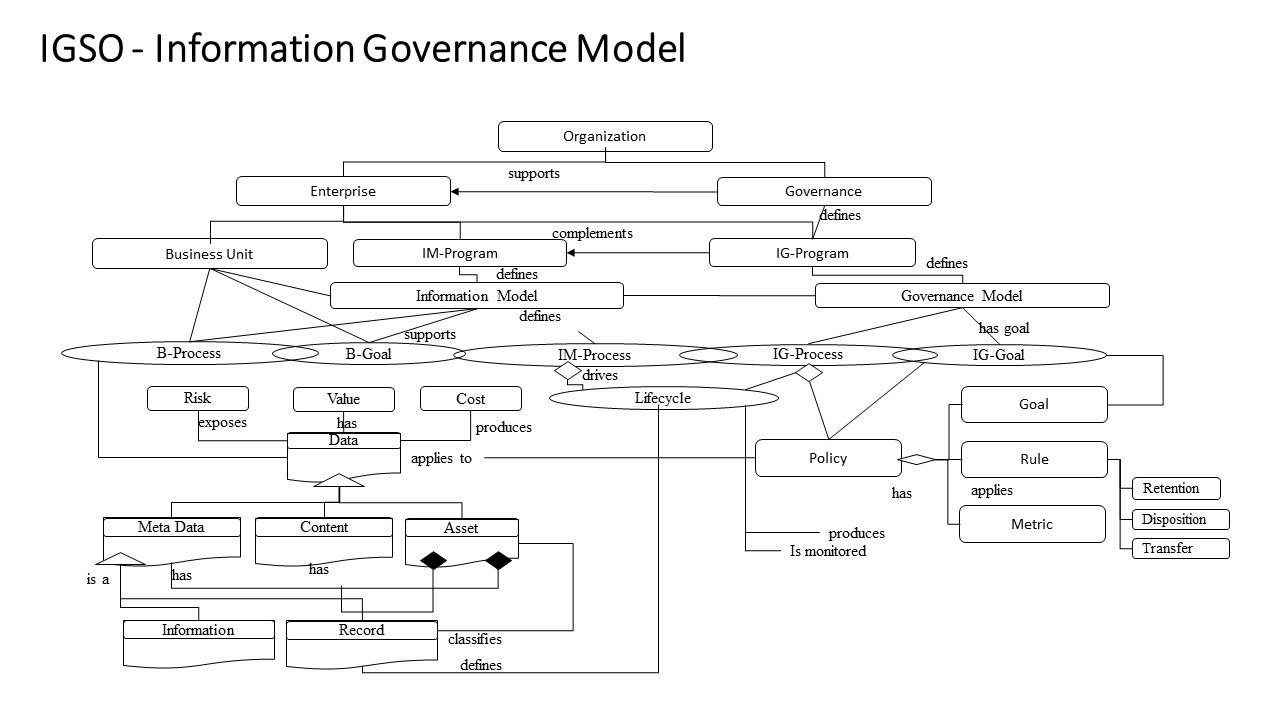 IGSO - Information Governance Model
Organization
supports
Enterprise
Governance
defines
complements
Business Unit
IM-Program
IG-Program
defines
defines
Information Model
Governance Model
defines
supports
has goal
B-Process
B-Goal
IM-Process
IG-Process
IG-Goal
drives
Risk
Value
Cost
Lifecycle
Goal
exposes
has
produces
Data
applies to
Policy
Rule
has
applies
Retention
Meta Data
Content
Asset
Metric
Disposition
produces
Is monitored
Transfer
is a
has
has
Information
Record
classifies
defines